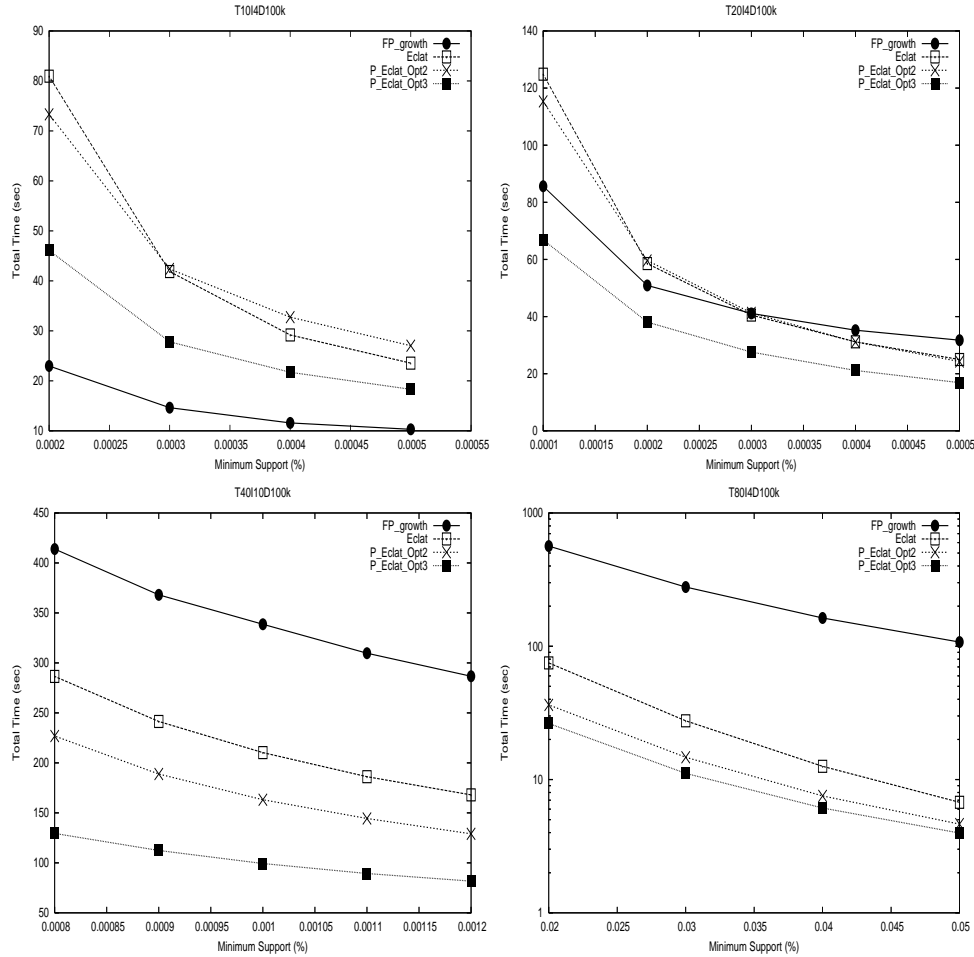 T10I4D100k
FP_growth
Eclat
P_Eclat_Opt2
P_Eclat_Opt3
90
80
70
60
50
40
30
20
10
Total Time (sec)
0.0002 0.00025 0.0003 0.00035 0.0004 0.00045 0.0005 0.00055
Minimum Support (%)
T20I4D100k
FP_growth
Eclat
P_Eclat_Opt2
P_Eclat_Opt3
140
120
100
80
60
40
20
0
Total Time (sec)
0.0001 0.00015 0.0002 0.00025 0.0003 0.00035 0.0004 0.00045 0.0005
Minimum Support (%)
T40I10D100k
FP_growth
Eclat
P_Eclat_Opt2
P_Eclat_Opt3
450
400
350
300
250
200
150
100
50
Total Time (sec)
0.0008 0.00085 0.0009 0.00095 0.001 0.00105 0.0011 0.00115 0.0012
Minimum Support (%)
T80I4D100k
FP_growth
Eclat
P_Eclat_Opt2
P_Eclat_Opt3
1000
100
10
1
Total Time (sec)
0.02 0.025 0.03 0.035 0.04 0.045 0.05
Minimum Support (%)